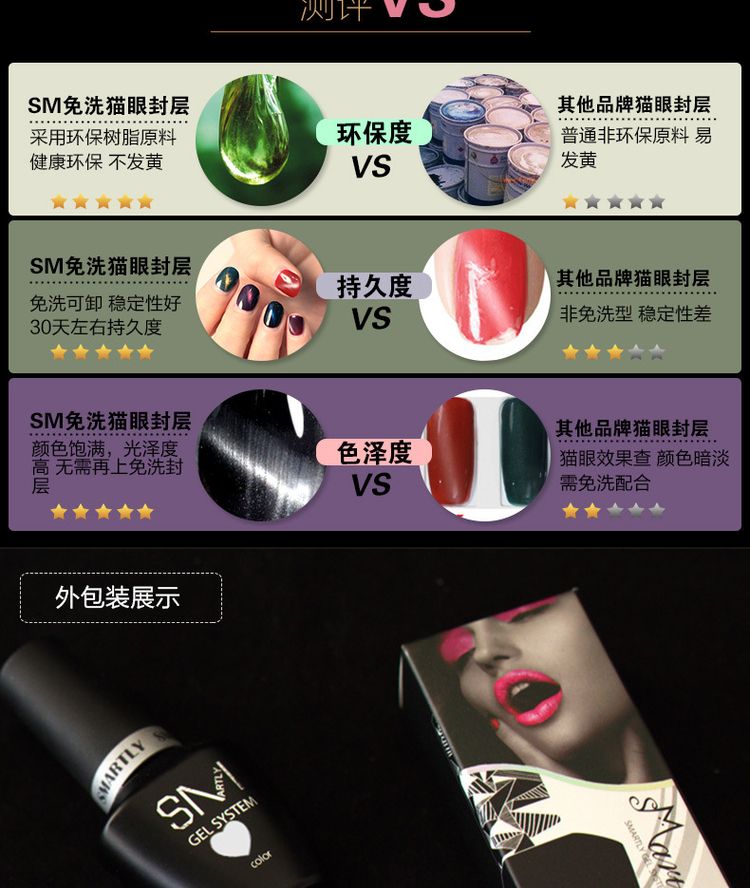 测评VS
SM免洗猫眼封层
采用环保树脂原料
健康环保 不发黄
环保度
VS
其他品牌猫眼封层
普通非环保原料 易
发黄
SM免洗猫眼封层
免洗可卸 稳定性好
30天左右持久度
持久度
VS
其他品牌猫眼封层
非免洗型 稳定性差
SM免洗猫眼封层
颜色饱满，光泽度
高 无需再上免洗封
层
色泽度
VS
其他品牌猫眼封层
猫眼效果查 颜色暗淡
需免洗配合
外包装展示
SMARTLY
SM
ARTLY
GEL SYSTEM
color
SMARTLY GEL